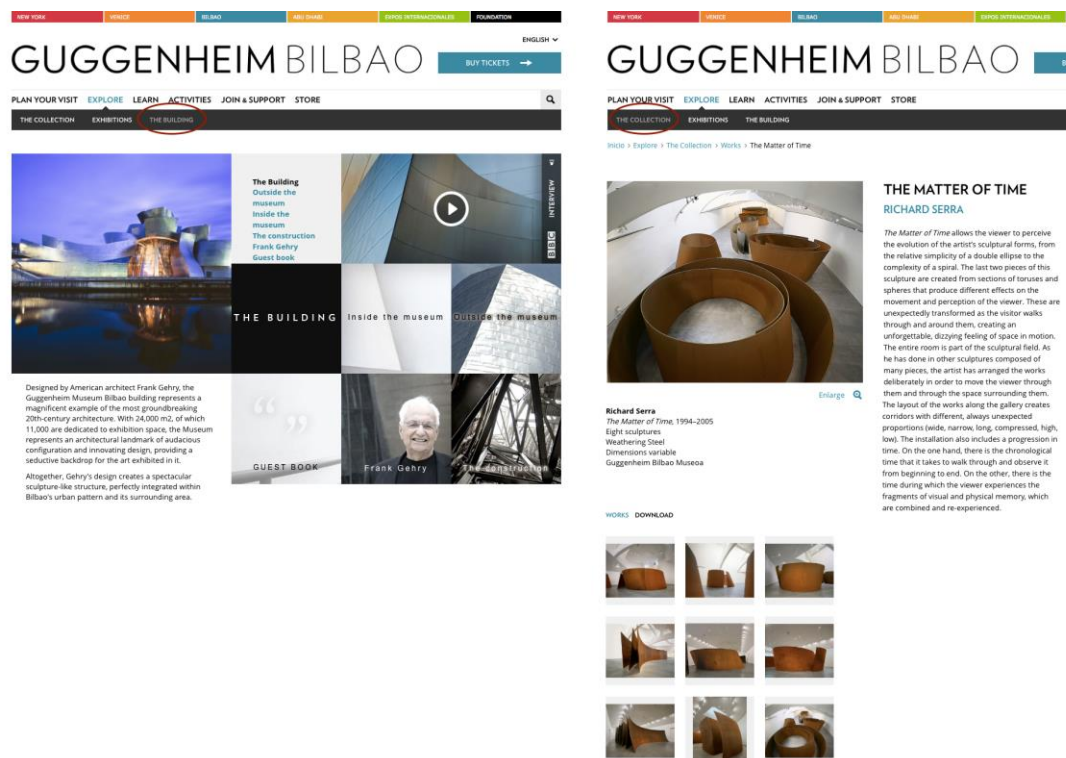 NEW YORK VENICE BILBAO ABU DHABI EXPOS INTERNACIONALES FOUNDATION
ENGLISH
GUGGENHEIM BILBAO
BUY TICKETS
PLAN YOUR VISIT EXPLORE LEARN ACTIVITIES JOIN & SUPPORT STORE
THE COLLECTION EXHIBITIONS THE BUILDING
The Building
Outside the
museum
Inside the
museum
The construction
Frank Gehry
Guest book
INTERVIEW
BBC
THE BUILDING
Inside the museum
Outside the museum
GUEST BOOK
Frank Gehry
The construction
Designed by American architect Frank Gehry, the
Guggenheim Museum Bilbao building represents a
magnificent example of the most groundbreaking
20th-century architecture. With 24,000 m2, of which
11,000 are dedicated to exhibition space, the Museum
represents an architectural landmark of audacious
configuration and innovating design, providing a
seductive backdrop for the art exhibited in it.
Altogether, Gehry's design creates a spectacular
sculpture-like structure, perfectly integrated within
Bilbao's urban pattern and its surrounding area.
NEW YORK VENICE BILBAO ABU DHABI EXPOS INTERNACIONALES
GUGGENHEIM BILBAO
PLAN YOUR VISIT EXPLORE LEARN ACTIVITIES JOIN & SUPPORT STORE
THE COLLECTION EXHIBITIONS THE BUILDING
Inicio > Explore > The Collection > Works > The Matter of Time
Enlarge
Richard Serra
The Matter of Time, 1994–2005
Eight sculptures
Weathering Steel
Dimensions variable
Guggenheim Bilbao Museoa
WORKS DOWNLOAD
THE MATTER OF TIME
RICHARD SERRA
The Matter of Time allows the viewer to perceive
the evolution of the artist's sculptural forms, from
the relative simplicity of a double ellipse to the
complexity of a spiral. The last two pieces of this
sculpture are created from sections of toruses and
spheres that produce different effects on the
movement and perception of the viewer. These are
unexpectedly transformed as the visitor walks
through and around them, creating an
unforgettable, dizzying feeling of space in motion.
The entire room is part of the sculptural field. As
he has done in other sculptures composed of
many pieces, the artist has arranged the works
deliberately in order to move the viewer through
them and through the space surrounding them.
The layout of the works along the gallery creates
corridors with different, always unexpected
proportions (wide, narrow, long, compressed, high,
low). The installation also includes a progression in
time. On the one hand, there is the chronological
time that it takes to walk through and observe it
from beginning to end. On the other, there is the
time during which the viewer experiences the
fragments of visual and physical memory, which
are combined and re-experienced.